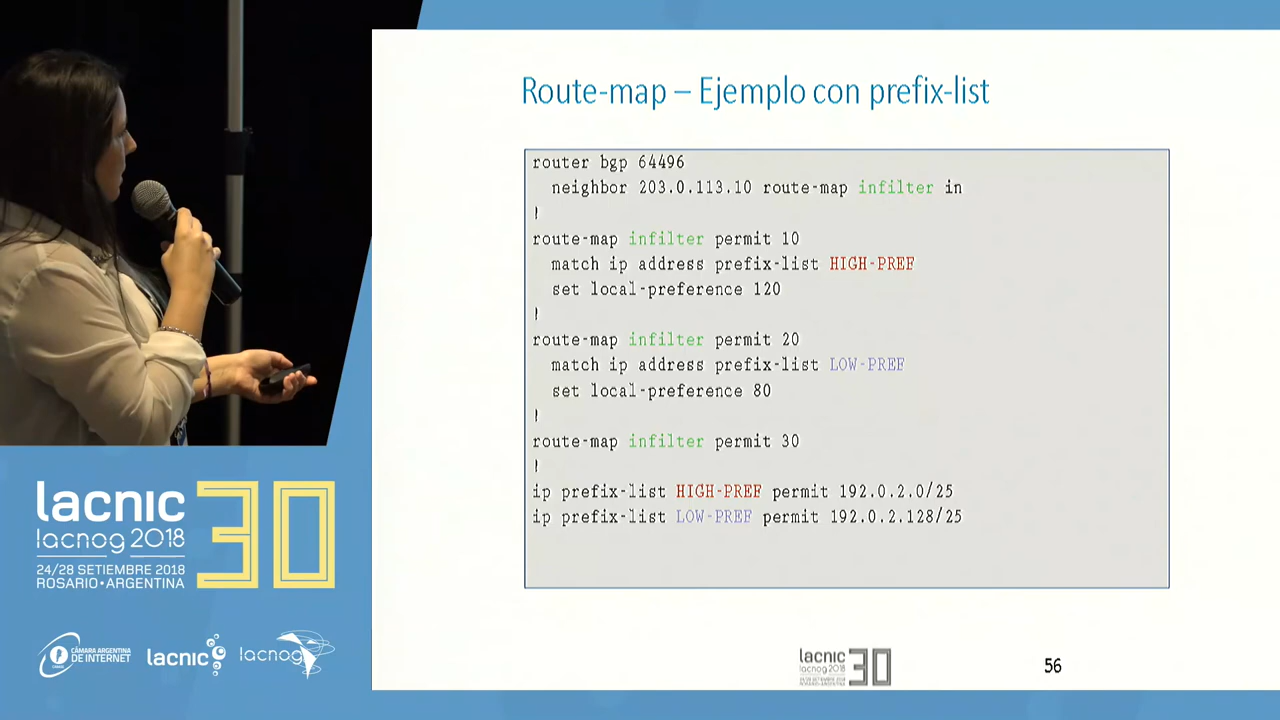 Route-map – Ejemplo con prefix-list
router bgp 64496
neighbor 203.0.113.10 route-map infilter in
!
route-map infilter permit 10
match ip address prefix-list HIGH-PREF
set local-preference 120
!
route-map infilter permit 20
match ip address prefix-list LOW-PREF
set local-preference 80
!
route-map infilter permit 30
!
ip prefix-list HIGH-PREF permit 192.0.2.0/25
ip prefix-list LOW-PREF permit 192.0.2.128/25
lacnic 30
lacnog 2018
24/28 SETIEMBRE 2018
ROSARIO•ARGENTINA
CÁMARA ARGENTINA
DE INTERNET
lacnic
lacnog
lacnic 30
lacnog 2018
56